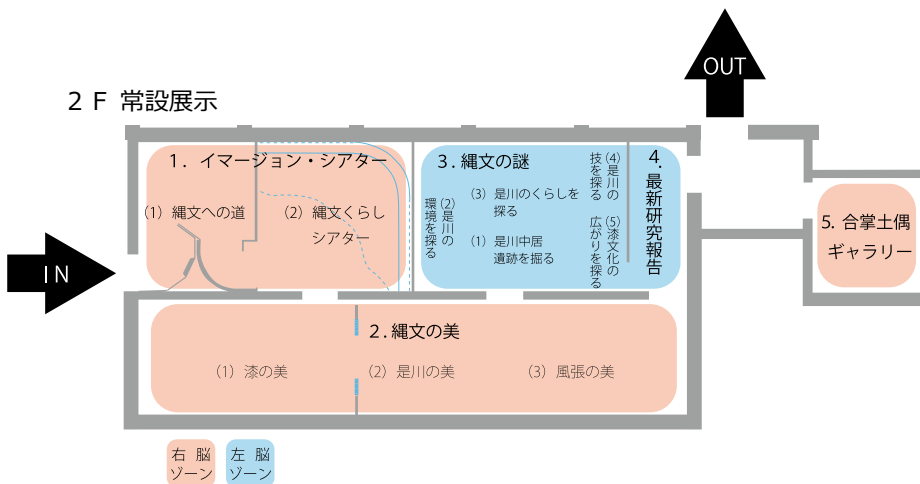 2F 常設展示
OUT
IN
1. イマージョン・シアター
(1) 縄文への道
(2) 縄文くらし
シアター
2. 縄文の美
(1) 漆の美
(2) 是川の美
(3) 風張の美
3. 縄文の謎
(1) 是川中居
遺跡を掘る
(2) 是川の
環境を探る
(3) 是川のくらしを
探る
(4) 是川の
技を探る
(5) 漆文化の
広がりを探る
4. 最新研究報告
5. 合掌土偶
ギャラリー
右 脳
ゾーン
左 脳
ゾーン